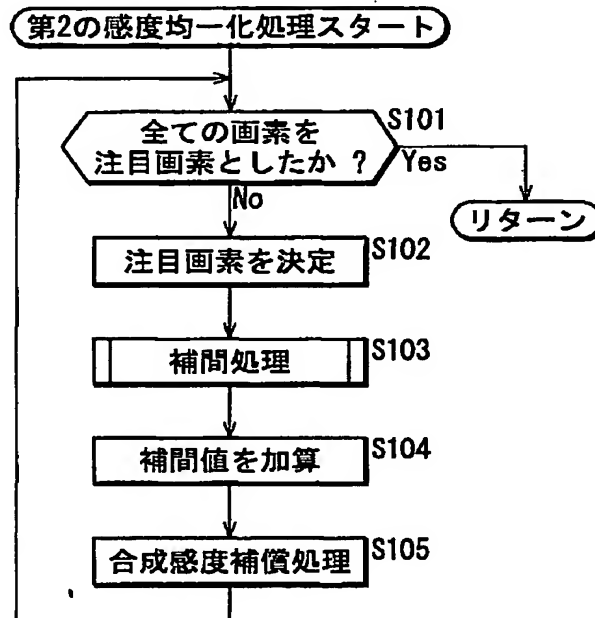 第2の感度均一化処理スタート
全ての画素を
注目画素としたか ?
S101
Yes
No
リターン
注目画素を決定
S102
補間処理
S103
補間値を加算
S104
合成感度補償処理
S105